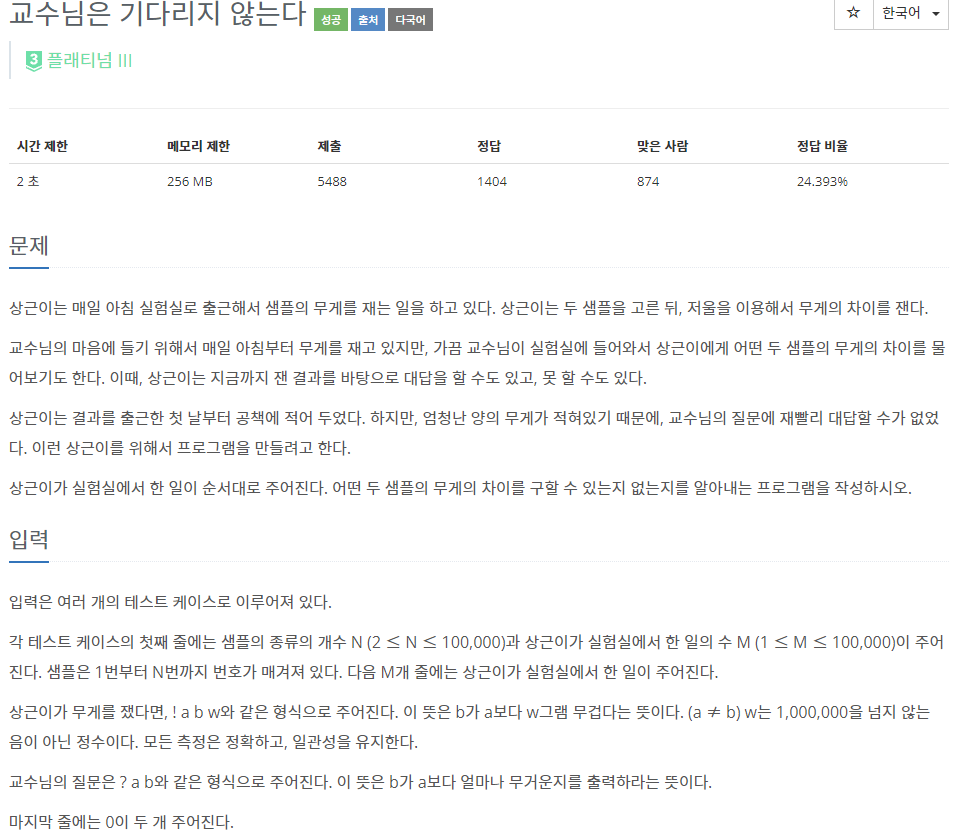 교수님은 기다리지 않는다 성공 출처 다국어
☆ 한국어
3 플래티넘 III
시간 제한 메모리 제한 제출 정답 맞은 사람 정답 비율
2 초 256 MB 5488 1404 874 24.393%
문제
상근이는 매일 아침 실험실로 출근해서 샘플의 무게를 재는 일을 하고 있다. 상근이는 두 샘플을 고른 뒤, 저울을 이용해서 무게의 차이를 잰다.
교수님의 마음에 들기 위해서 매일 아침부터 무게를 재고 있지만, 가끔 교수님이 실험실에 들어와서 상근이에게 어떤 두 샘플의 무게의 차이를 물
어보기도 한다. 이때, 상근이는 지금까지 잰 결과를 바탕으로 대답을 할 수도 있고, 못 할 수도 있다.
상근이는 결과를 출근한 첫 날부터 공책에 적어 두었다. 하지만, 엄청난 양의 무게가 적혀있기 때문에, 교수님의 질문에 재빨리 대답할 수가 없었
다. 이런 상근이를 위해서 프로그램을 만들려고 한다.
상근이가 실험실에서 한 일이 순서대로 주어진다. 어떤 두 샘플의 무게의 차이를 구할 수 있는지 없는지를 알아내는 프로그램을 작성하시오.
입력
입력은 여러 개의 테스트 케이스로 이루어져 있다.
각 테스트 케이스의 첫째 줄에는 샘플의 종류의 개수 N (2 ≤ N ≤ 100,000)과 상근이가 실험실에서 한 일의 수 M (1 ≤ M ≤ 100,000)이 주어
진다. 샘플은 1번부터 N번까지 번호가 매겨져 있다. 다음 M개 줄에는 상근이가 실험실에서 한 일이 주어진다.
상근이가 무게를 쟀다면, ! a b w와 같은 형식으로 주어진다. 이 뜻은 b가 a보다 w그램 무겁다는 뜻이다. (a ≠ b) w는 1,000,000을 넘지 않는
음이 아닌 정수이다. 모든 측정은 정확하고, 일관성을 유지한다.
교수님의 질문은 ? a b와 같은 형식으로 주어진다. 이 뜻은 b가 a보다 얼마나 무거운지를 출력하라는 뜻이다.
마지막 줄에는 0이 두 개 주어진다.